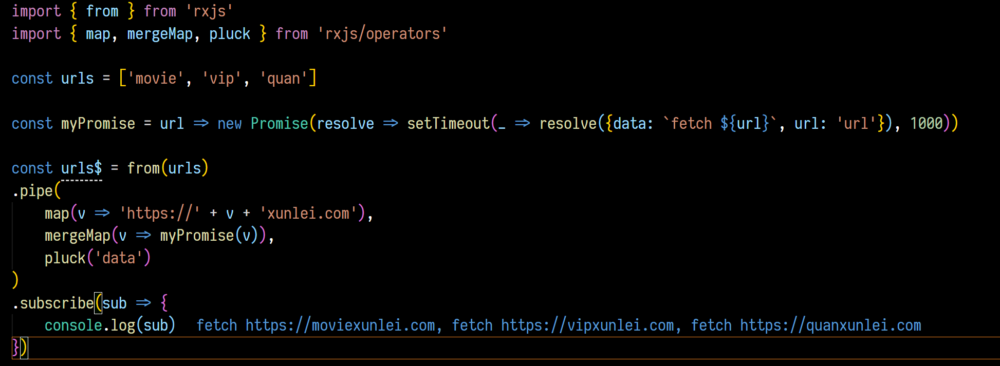 import { from } from 'rxjs'
import { map, mergeMap, pluck } from 'rxjs/operators'
const urls = ['movie', 'vip', 'quan']
const myPromise = url => new Promise(resolve => setTimeout(_ => resolve({data: `fetch ${url}`, url: 'url'}), 1000))
const urls$ = from(urls)
.pipe(
    map(v => 'https://' + v + 'xunlei.com'),
    mergeMap(v => myPromise(v)),
    pluck('data')
)
.subscribe(sub => {
    console.log(sub)  fetch https://moviexunlei.com, fetch https://vipxunlei.com, fetch https://quanxunlei.com
})